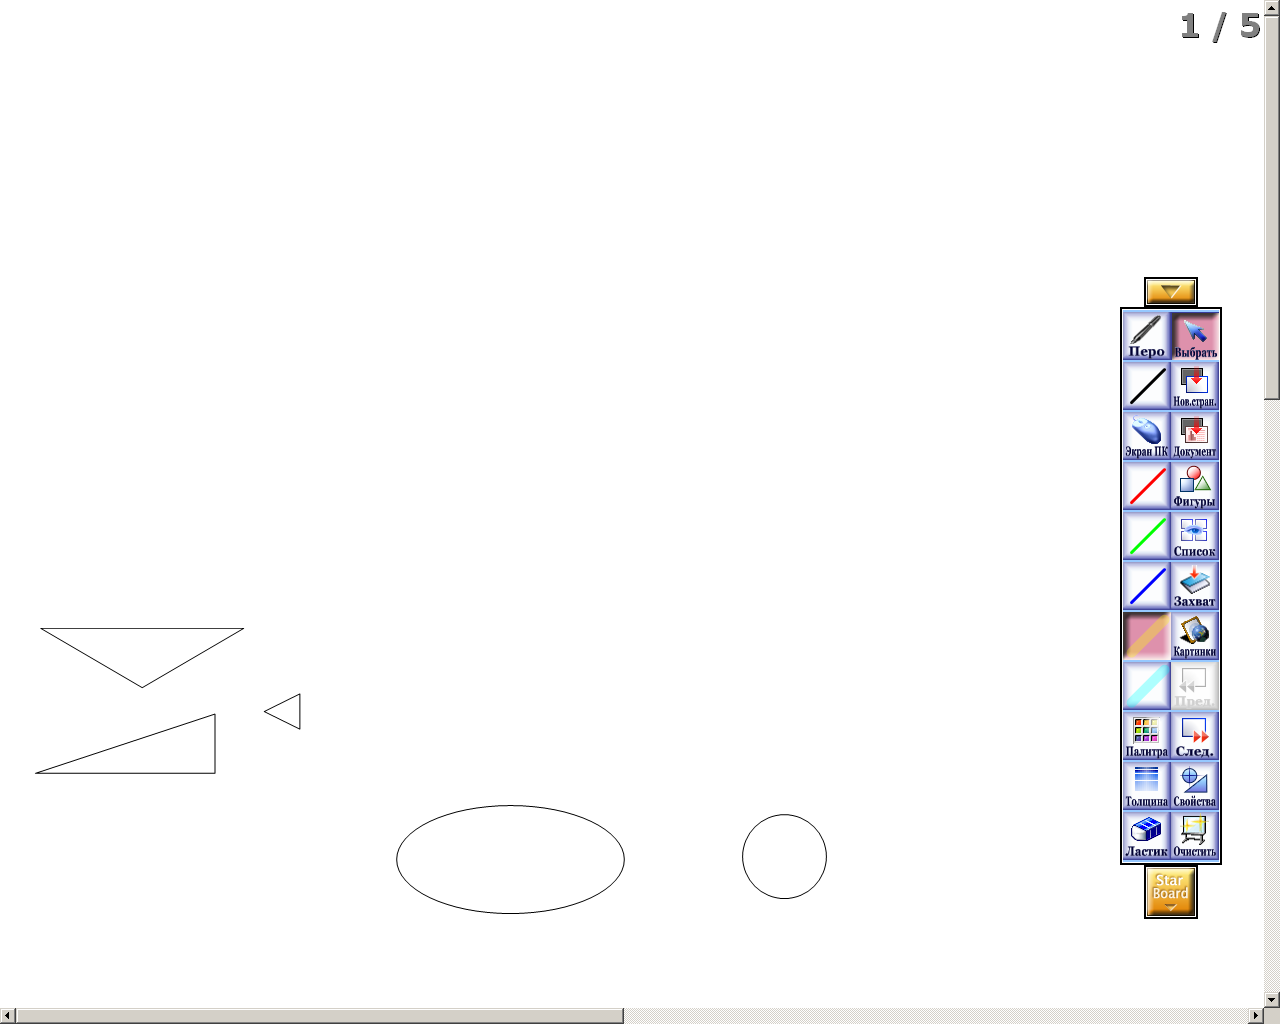 1 / 5
Перо Выбрать
Нов.стран.
Экран ПК Документ
Фигуры
Список
Захват
Картинки
Пред.
Палитра След.
Толщина Свойства
Ластик Очистить
Star
Board